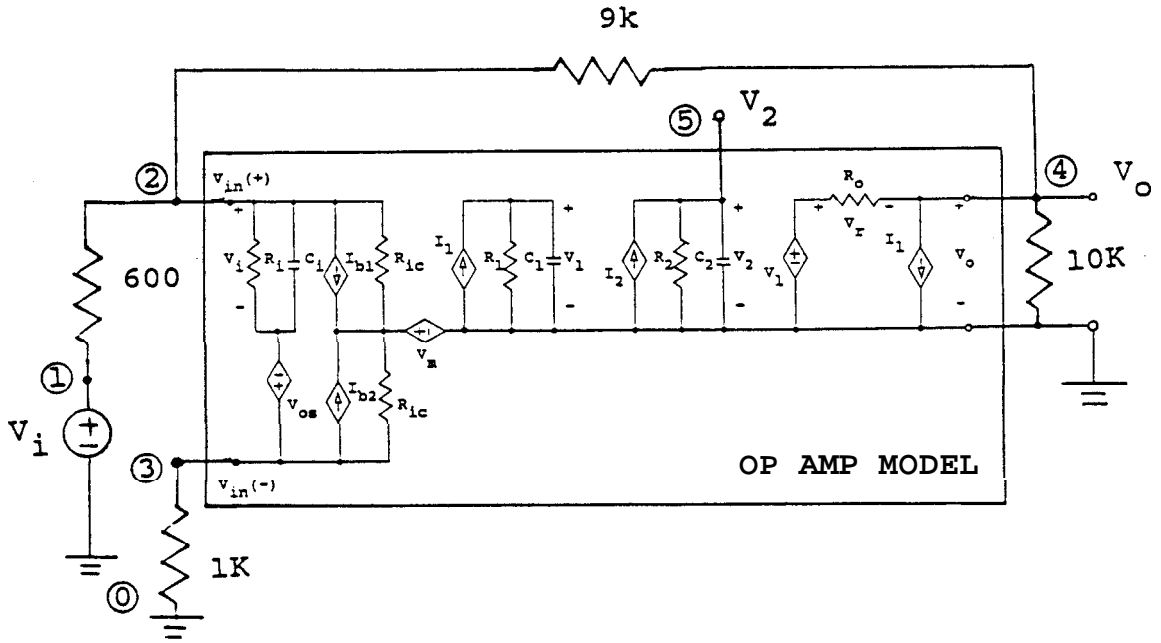 9k
⑤ V2
② Vin(+)
④ Vo
+ Vi - Ri Ci Ib1 Ric
I1 R1 C1 + V1 -
I2 R2 C2 + V2 -
+ Ro - Vr
V1 I1 + Vo -
600
10K
+- Vm
①
-+ Vos Ib2 Ric
Vi + -
③ Vin(-)
OP AMP MODEL
1K
⓪